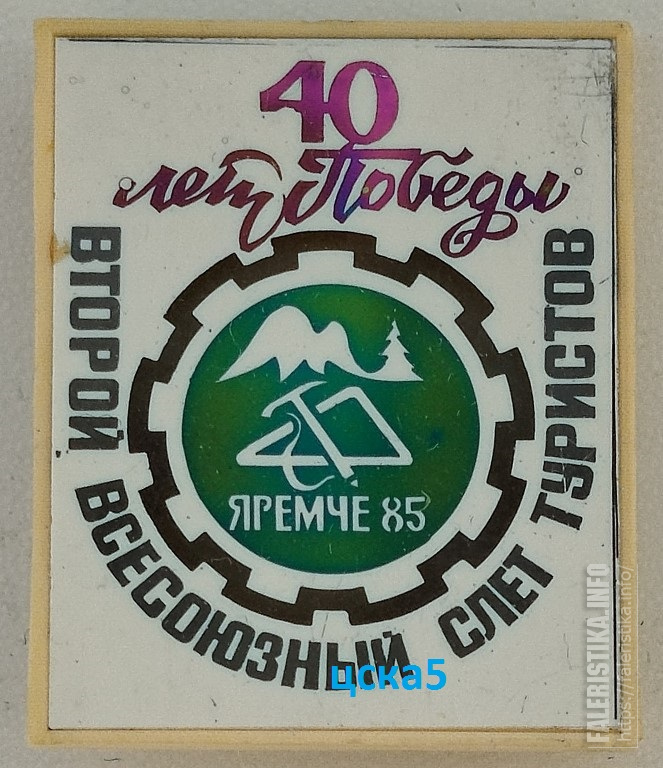 40
лет Победы
ВТОРОЙ ВСЕСОЮЗНЫЙ СЛЕТ ТУРИСТОВ
ЯРЕМЧЕ 85
цска5
FALERISTIKA.INFO
https://faleristika.info/